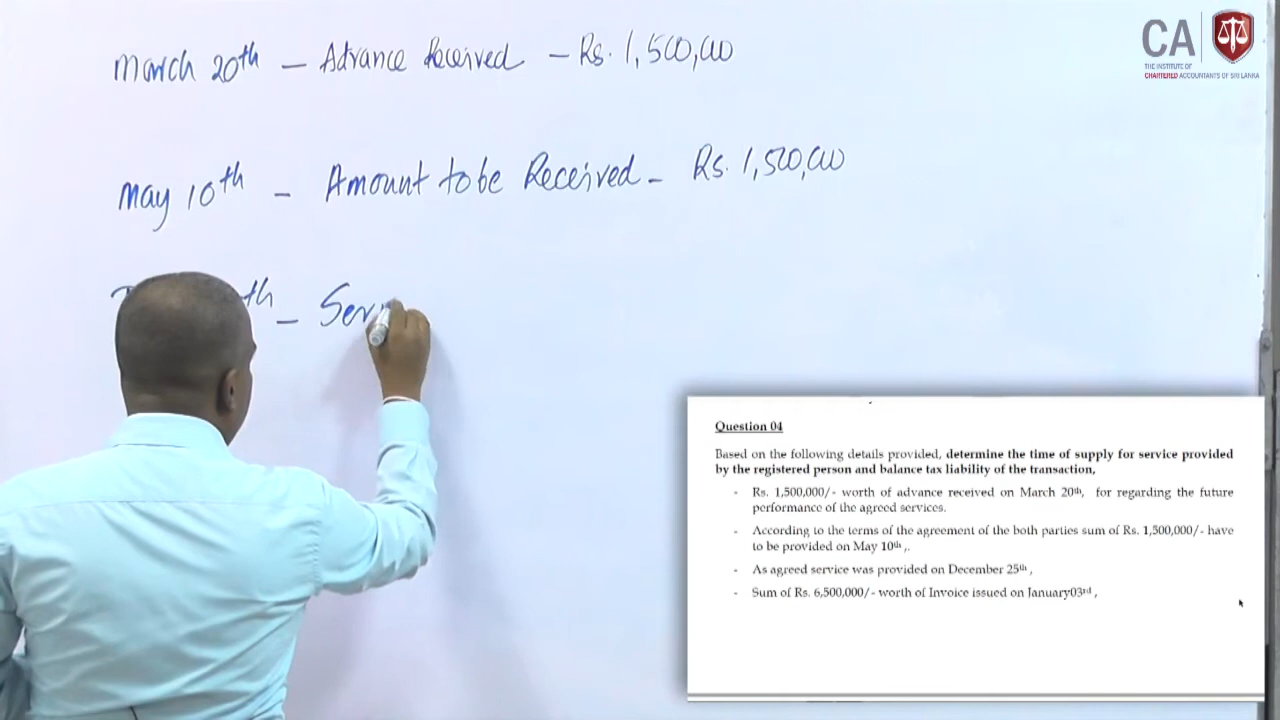 March 20th – Advance Received – Rs. 1,500,000
May 10th – Amount to be Received – Rs. 1,500,000
th – Ser
CA
THE INSTITUTE OF
CHARTERED ACCOUNTANTS OF SRI LANKA
Question 04
Based on the following details provided, determine the time of supply for service provided
by the registered person and balance tax liability of the transaction,
- Rs. 1,500,000/- worth of advance received on March 20th, for regarding the future
performance of the agreed services.
- According to the terms of the agreement of the both parties sum of Rs. 1,500,000/- have
to be provided on May 10th ,.
- As agreed service was provided on December 25th ,
- Sum of Rs. 6,500,000/- worth of Invoice issued on January03rd ,